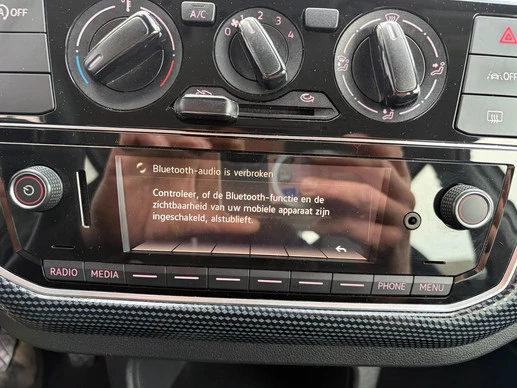 A
OFF
A/C
0
1
2
3
4
OFF
Bluetooth-audio is verbroken
Controleer, of de Bluetooth-functie en de
zichtbaarheid van uw mobiele apparaat zijn
ingeschakeld, alstublieft.
RADIO
MEDIA
PHONE
MENU